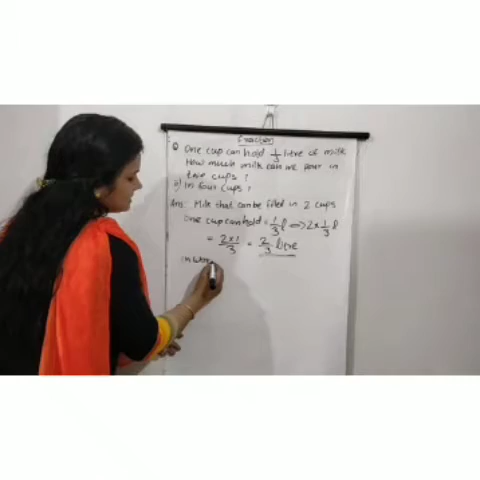 Fraction
One cup can hold 1/3 litre of milk
How much milk can we pour in
two cups ?
ii) In four cups ?
Ans: Milk that can be filled in 2 cups
One cup can hold = 1/3 l ⇒ 2 x 1/3 l
= 2x1/3 = 2/3 litre